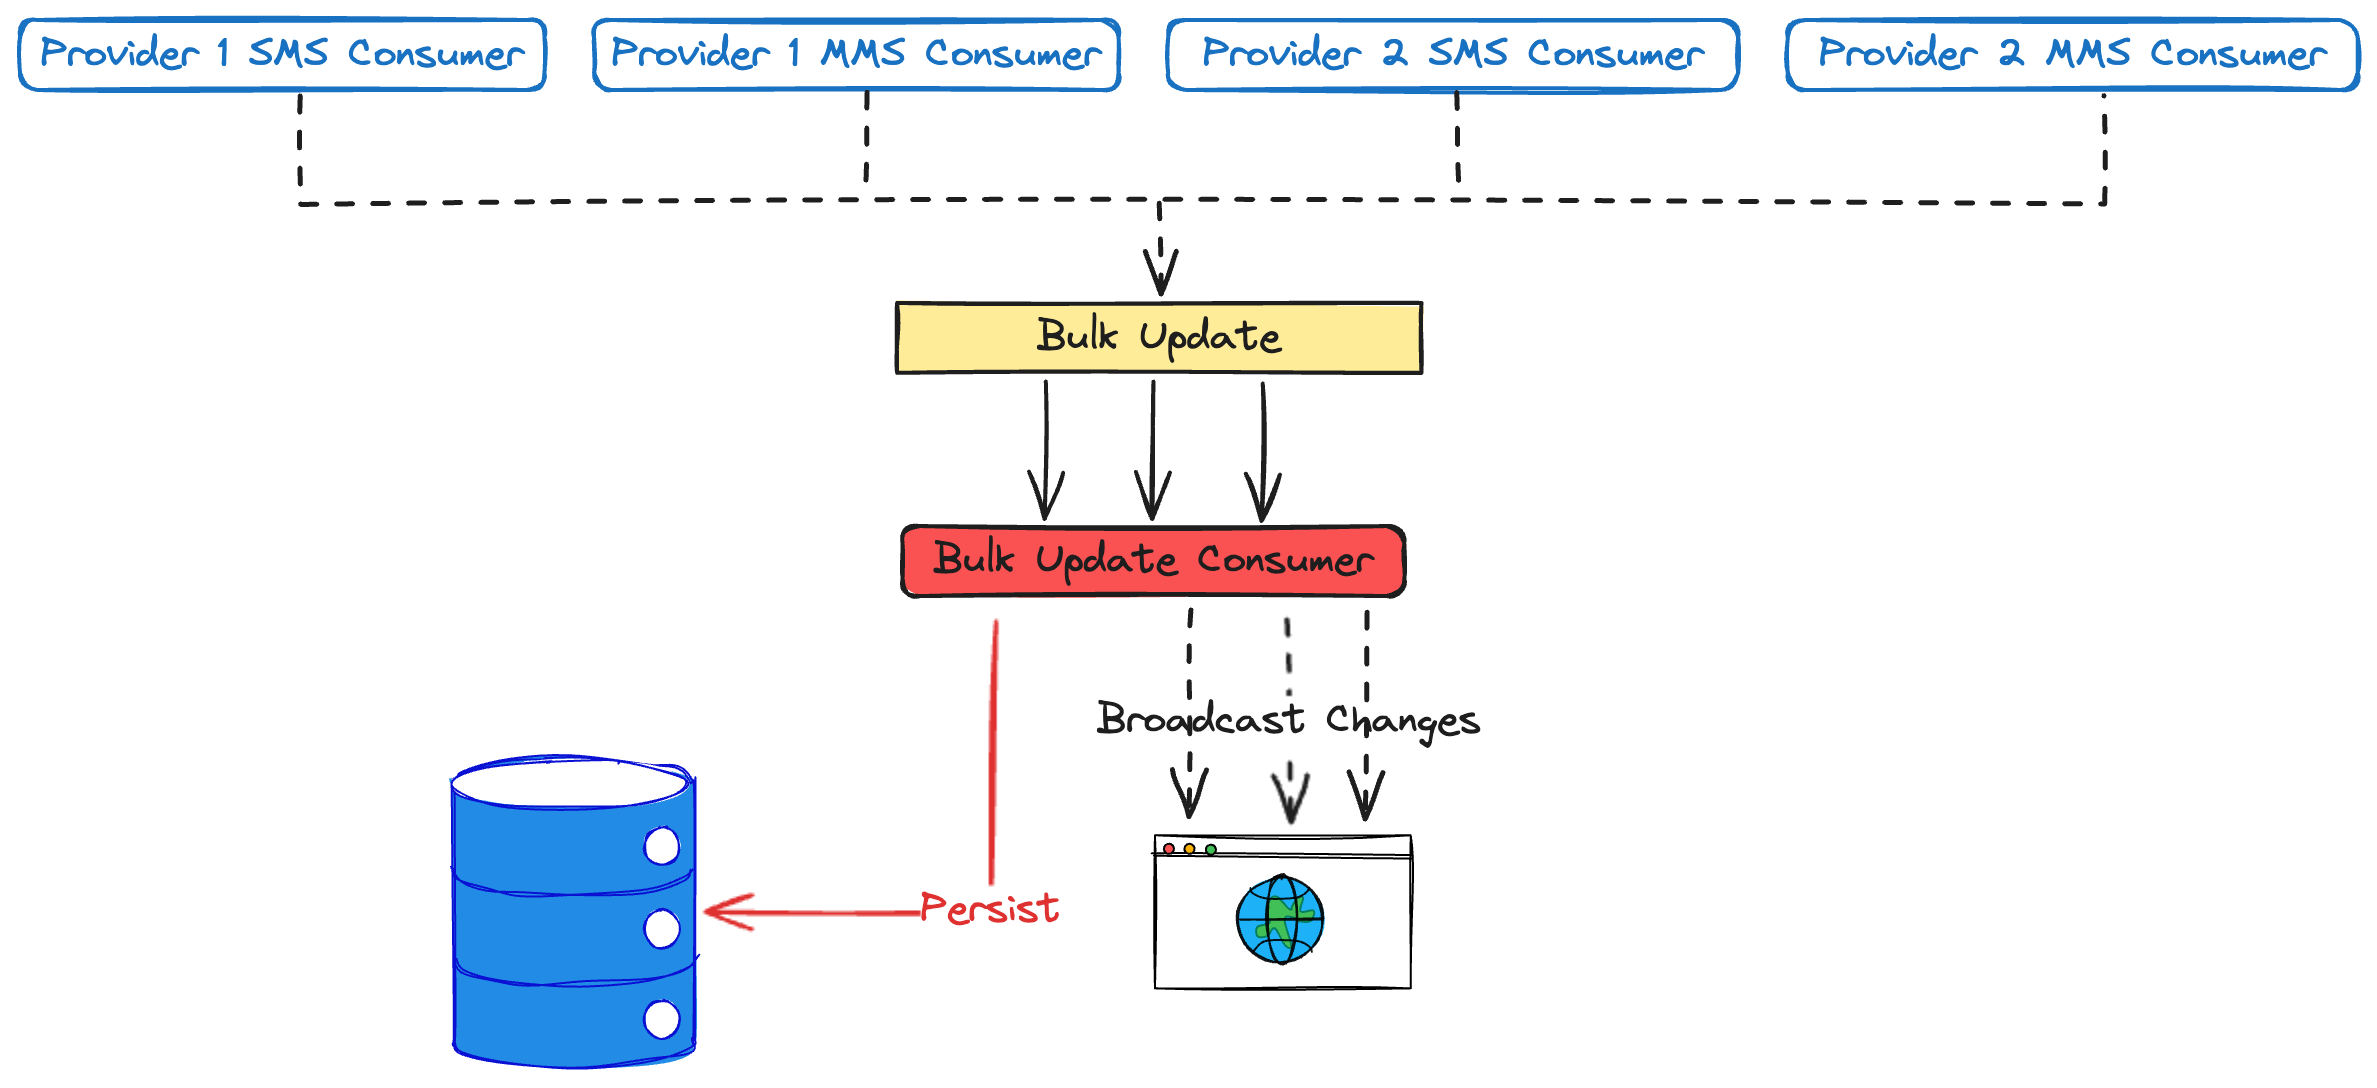 Provider 1 SMS Consumer
Provider 1 MMS Consumer
Provider 2 SMS Consumer
Provider 2 MMS Consumer
Bulk Update
Bulk Update Consumer
Broadcast Changes
Persist